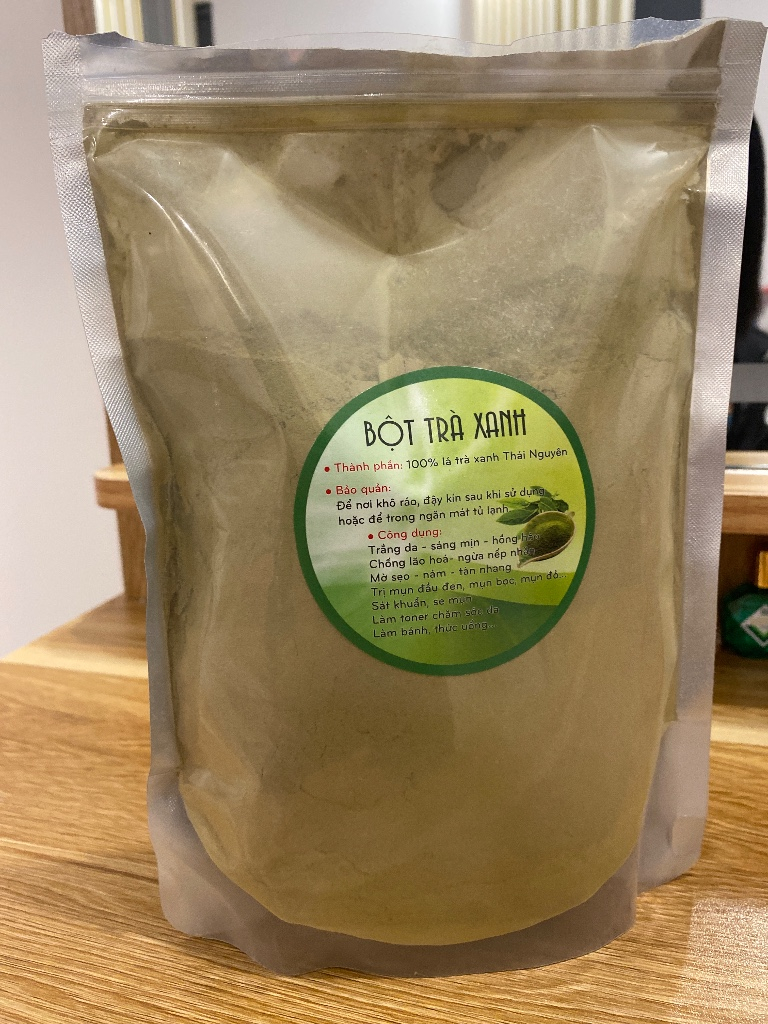 BỘT TRÀ XANH
• Thành phần: 100% lá trà xanh Thái Nguyên
• Bảo quản:
Để nơi khô ráo, đậy kín sau khi sử dụng
hoặc để trong ngăn mát tủ lạnh
• Công dụng:
Trắng da - sáng mịn - hồng hào
Chống lão hoá- ngừa nếp nhăn
Mờ sẹo - nám - tàn nhang
Trị mụn đầu đen, mụn bọc, mụn đỏ...
Sát khuẩn, se mụn
Làm toner chăm sóc da,
Làm bánh, thức uống...